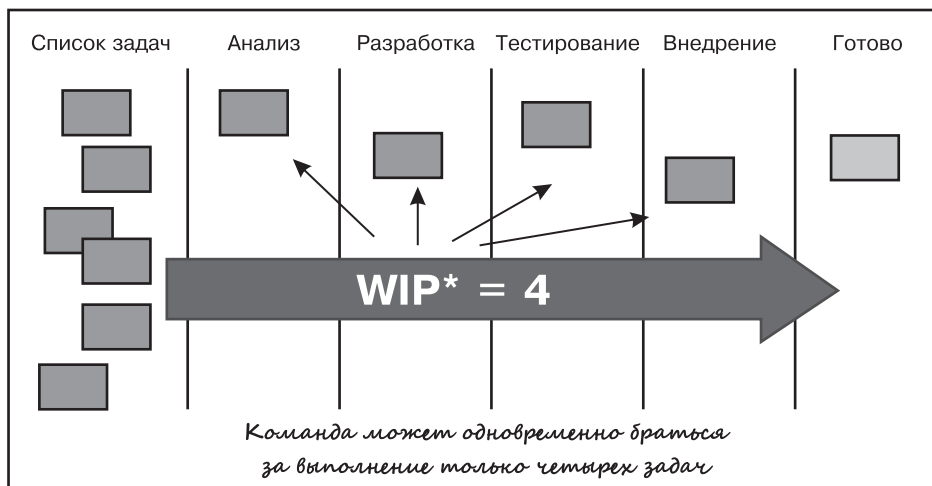 Список задач Анализ Разработка Тестирование Внедрение Готово
WIP* = 4
Команда может одновременно браться
за выполнение только четырех задач